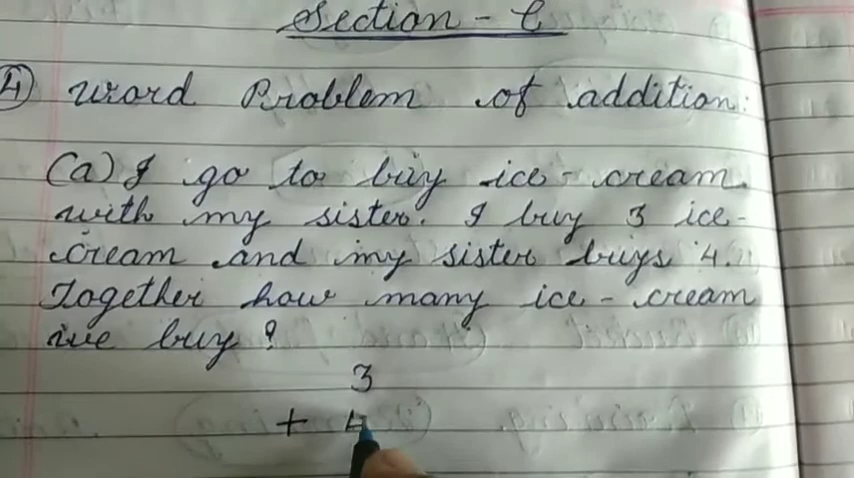 Section - C
4 Word Problem of addition:
(a) I go to buy ice-cream
with my sister. I buy 3 ice-
cream and my sister buys 4.
Together how many ice-cream
we buy?
3
+ 4